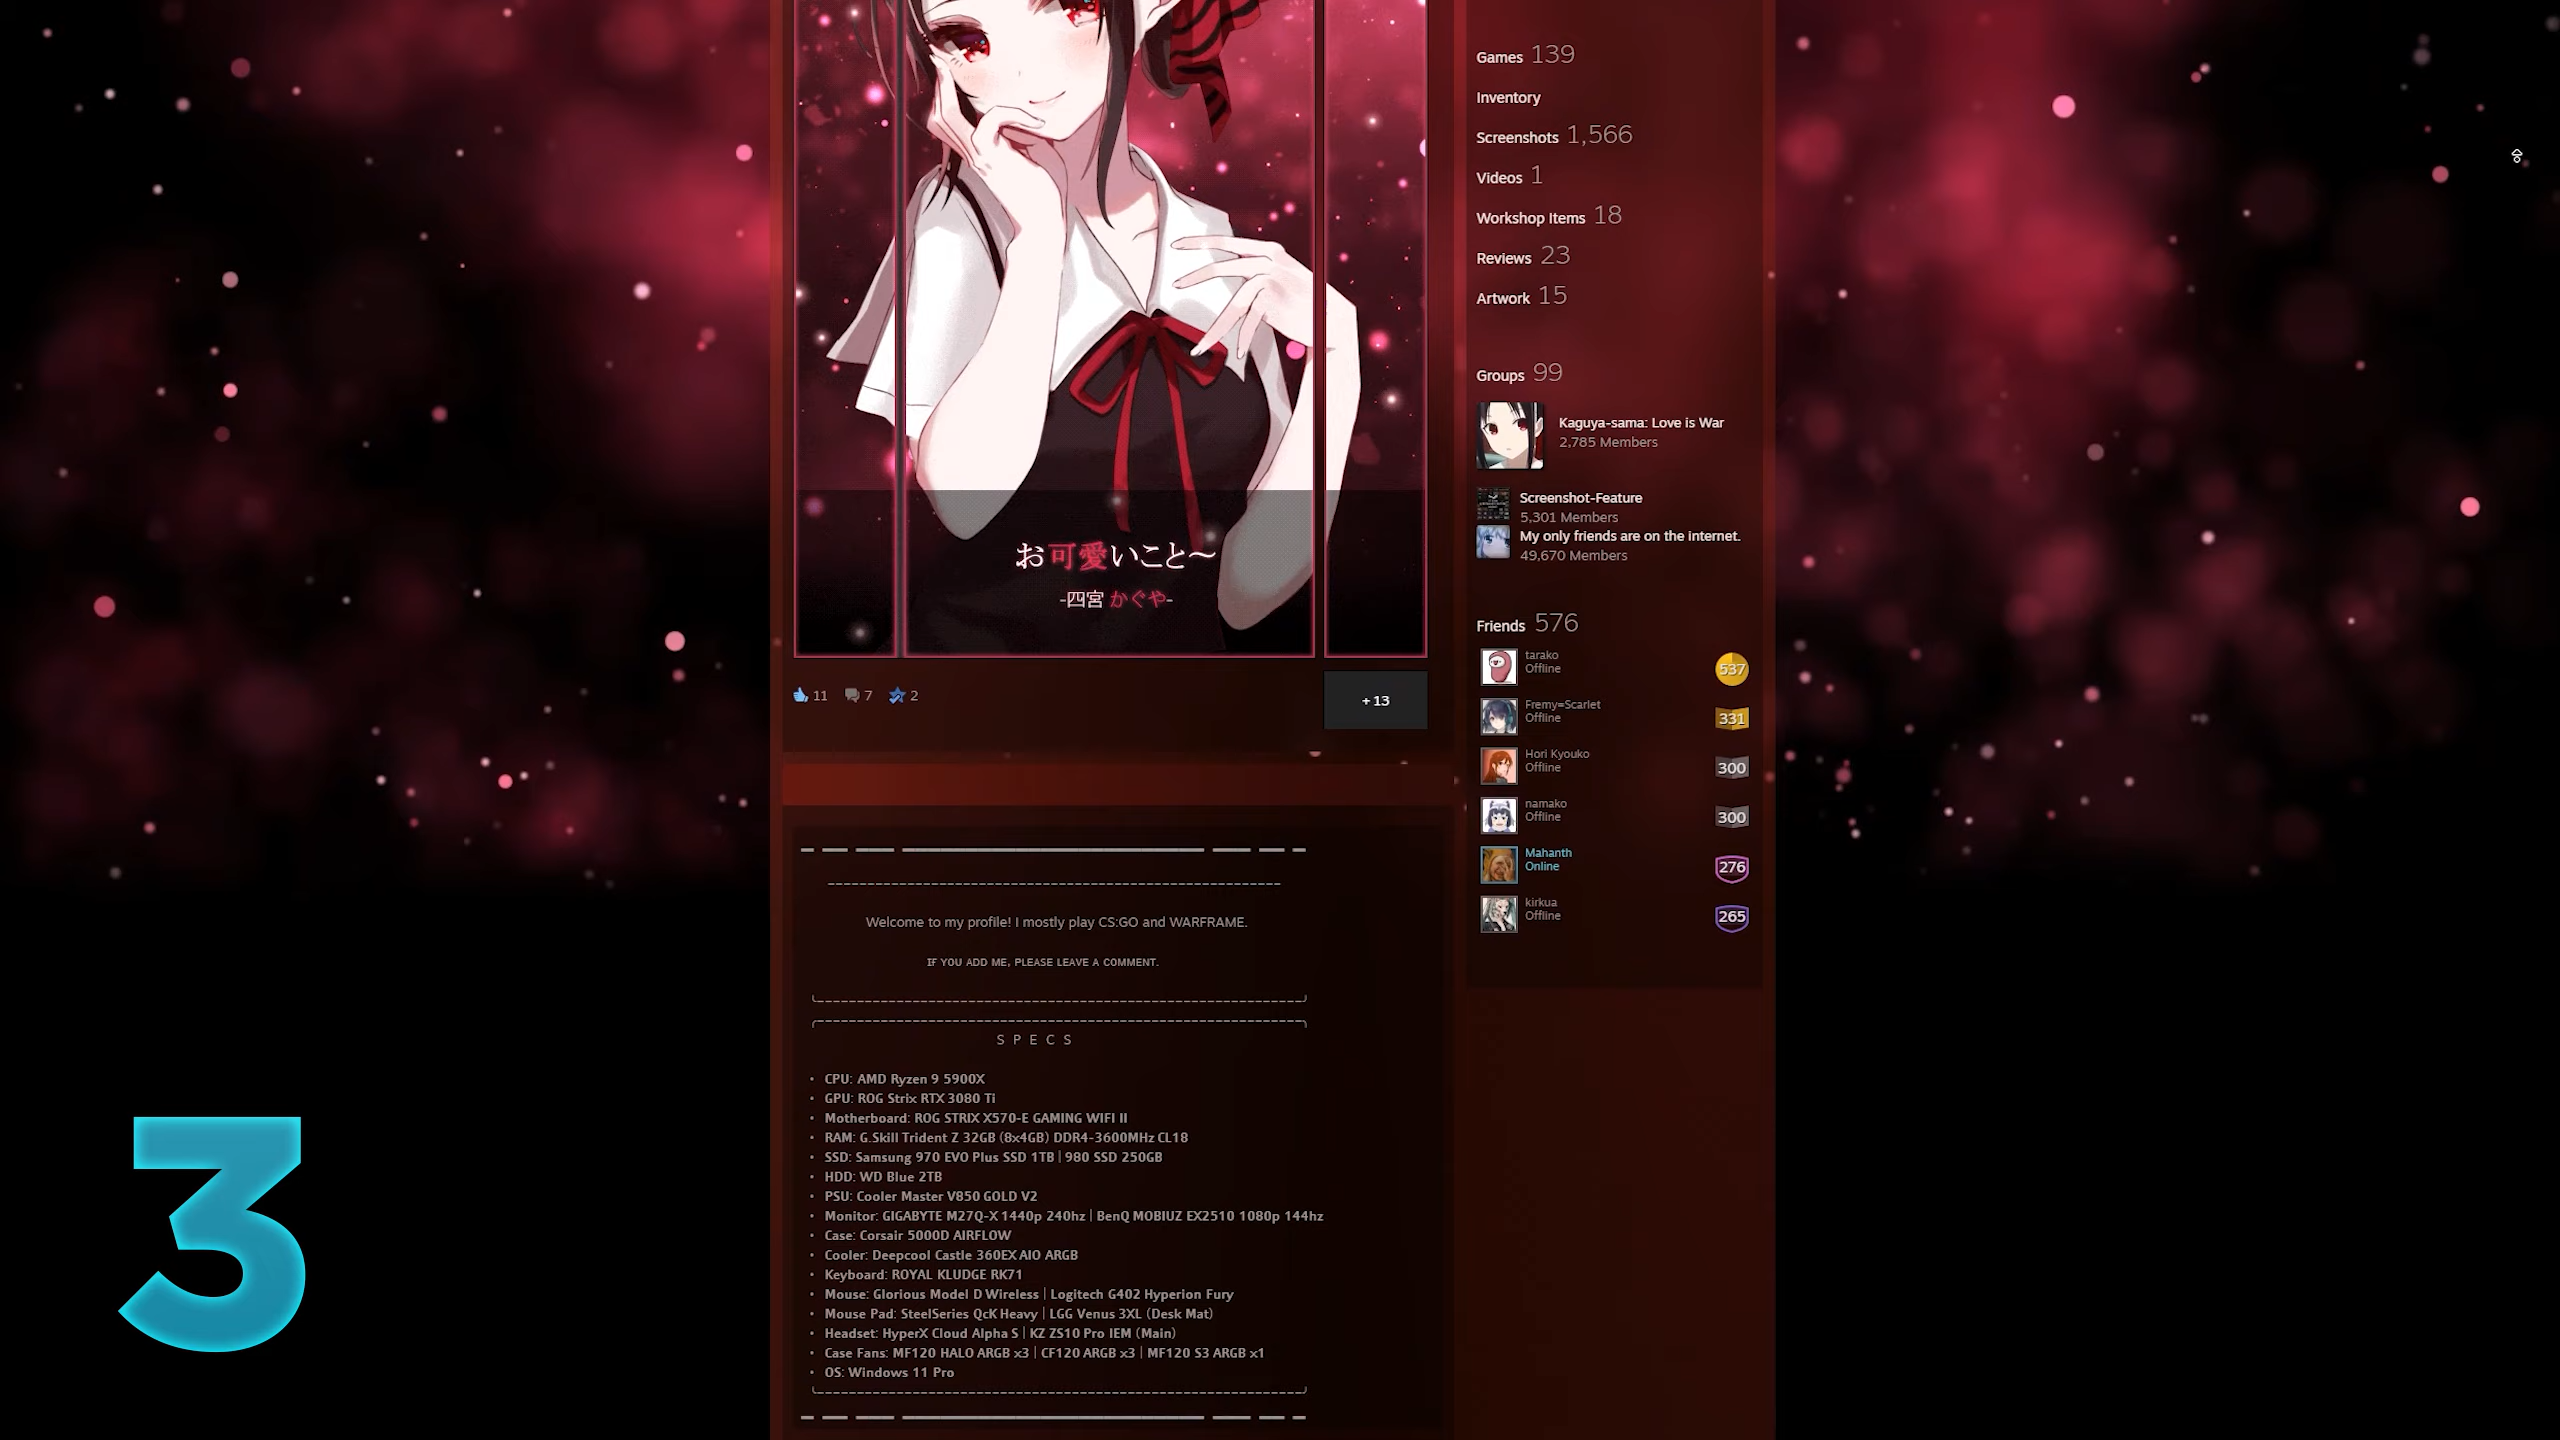 お可愛いこと〜
-四宮 かぐや-
11 7 2
+ 13
Welcome to my profile! I mostly play CS:GO and WARFRAME.
IF YOU ADD ME, PLEASE LEAVE A COMMENT.
S P E C S
• CPU: AMD Ryzen 9 5900X
• GPU: ROG Strix RTX 3080 Ti
• Motherboard: ROG STRIX X570-E GAMING WIFI II
• RAM: G.Skill Trident Z 32GB (8x4GB) DDR4-3600MHz CL18
• SSD: Samsung 970 EVO Plus SSD 1TB | 980 SSD 250GB
• HDD: WD Blue 2TB
• PSU: Cooler Master V850 GOLD V2
• Monitor: GIGABYTE M27Q-X 1440p 240hz | BenQ MOBIUZ EX2510 1080p 144hz
• Case: Corsair 5000D AIRFLOW
• Cooler: Deepcool Castle 360EX AIO ARGB
• Keyboard: ROYAL KLUDGE RK71
• Mouse: Glorious Model D Wireless | Logitech G402 Hyperion Fury
• Mouse Pad: SteelSeries QcK Heavy | LGG Venus 3XL (Desk Mat)
• Headset: HyperX Cloud Alpha S | KZ ZS10 Pro IEM (Main)
• Case Fans: MF120 HALO ARGB x3 | CF120 ARGB x3 | MF120 S3 ARGB x1
• OS: Windows 11 Pro
Games 139
Inventory
Screenshots 1,566
Videos 1
Workshop Items 18
Reviews 23
Artwork 15
Groups 99
Kaguya-sama: Love is War
2,785 Members
Screenshot-Feature
5,301 Members
My only friends are on the internet.
49,670 Members
Friends 576
tarako
Offline
537
Fremy=Scarlet
Offline
331
Hori Kyouko
Offline
300
namako
Offline
300
Mahanth
Online
276
kirkua
Offline
265
3